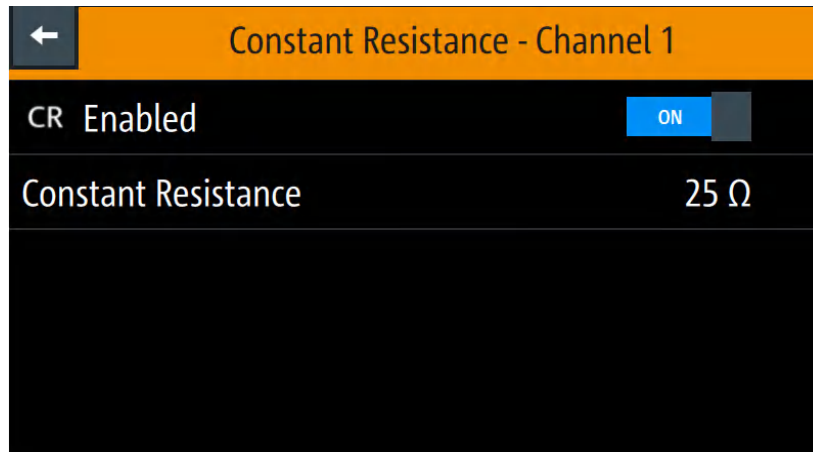 Constant Resistance - Channel 1
CR Enabled ON
Constant Resistance 25 Ω